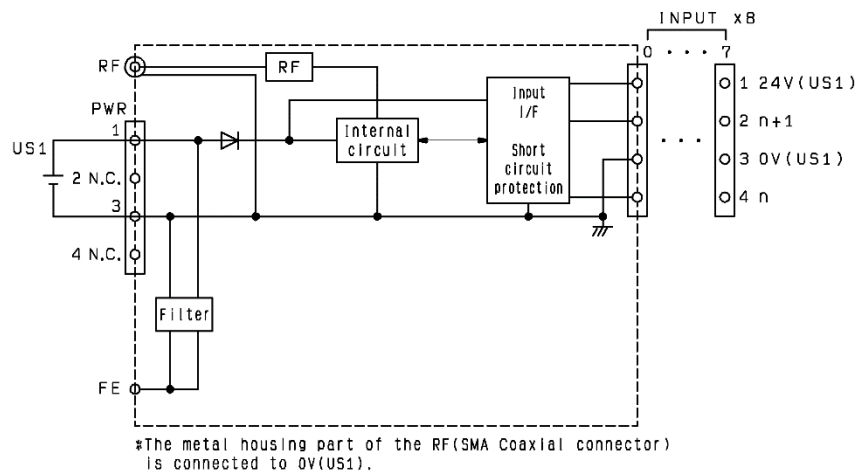 INPUT x8
0 . . . 7
RF
RF
PWR
1
US1
2 N.C.
3
4 N.C.
Internal
circuit
Input
I/F
Short
circuit
protection
1 24V(US1)
2 n+1
. . .
3 0V(US1)
4 n
Filter
FE
*The metal housing part of the RF(SMA Coaxial connector)
is connected to 0V(US1).